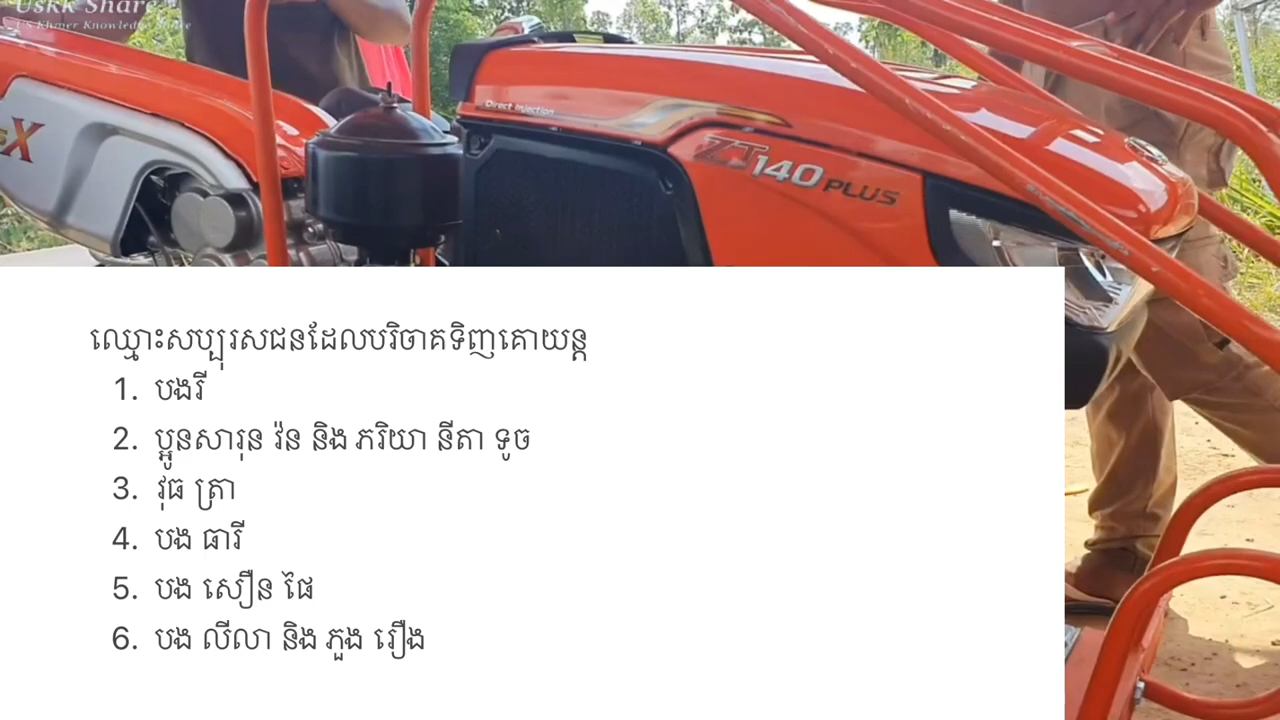 Uskk Share
US Khmer Knowledge Share
X
Direct Injection
ZT140 PLUS
ឈ្មោះសប្បុរសជនដែលបរិចាគទិញគោយន្ត
1. បងរី
2. ប្អូនសារុន វ៉ន និង ភរិយា នីតា ទូច
3. វុធ ត្រា
4. បង ធារី
5. បង សឿន ផៃ
6. បង លីលា និង ភួង រឿង